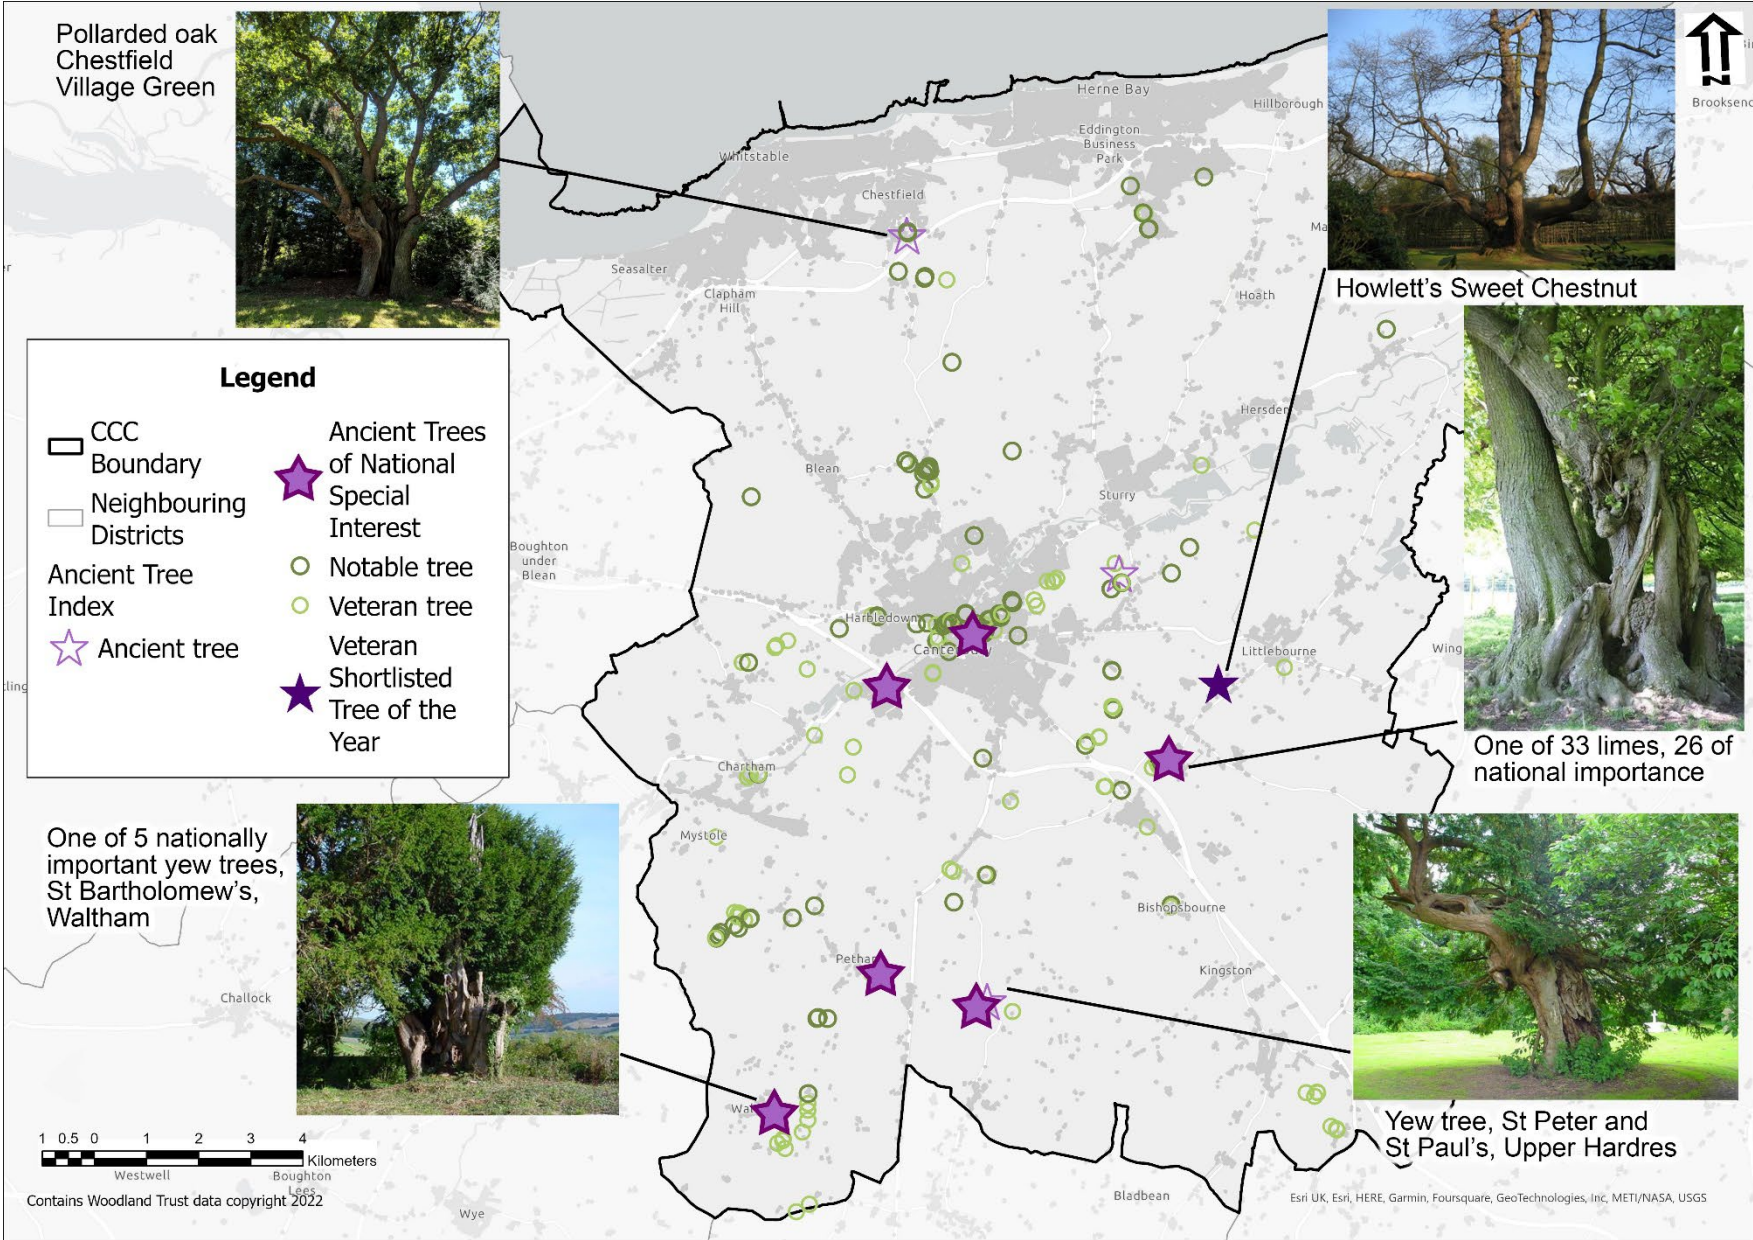 Pollarded oak
Chestfield
Village Green
Howlett's Sweet Chestnut
One of 33 limes, 26 of
national importance
Yew tree, St Peter and
St Paul's, Upper Hardres
One of 5 nationally
important yew trees,
St Bartholomew's,
Waltham
Legend
CCC
Boundary
Neighbouring
Districts
Ancient Tree
Index
Ancient tree
Ancient Trees
of National
Special
Interest
Notable tree
Veteran tree
Veteran
Shortlisted
Tree of the
Year
N
Herne Bay
Hillborough
Eddington
Business
Park
Whitstable
Chestfield
Seasalter
Clapham
Hill
Hoath
Hersden
Blean
Sturry
Boughton
under
Blean
Harbledown
Littlebourne
Wing
Chartham
Mystole
Bishopsbourne
Kingston
Challock
Westwell
Boughton
Lees
Wye
Bladbean
1 0.5 0 1 2 3 4
Kilometers
Contains Woodland Trust data copyright 2022
Esri UK, Esri, HERE, Garmin, Foursquare, GeoTechnologies, Inc, METI/NASA, USGS